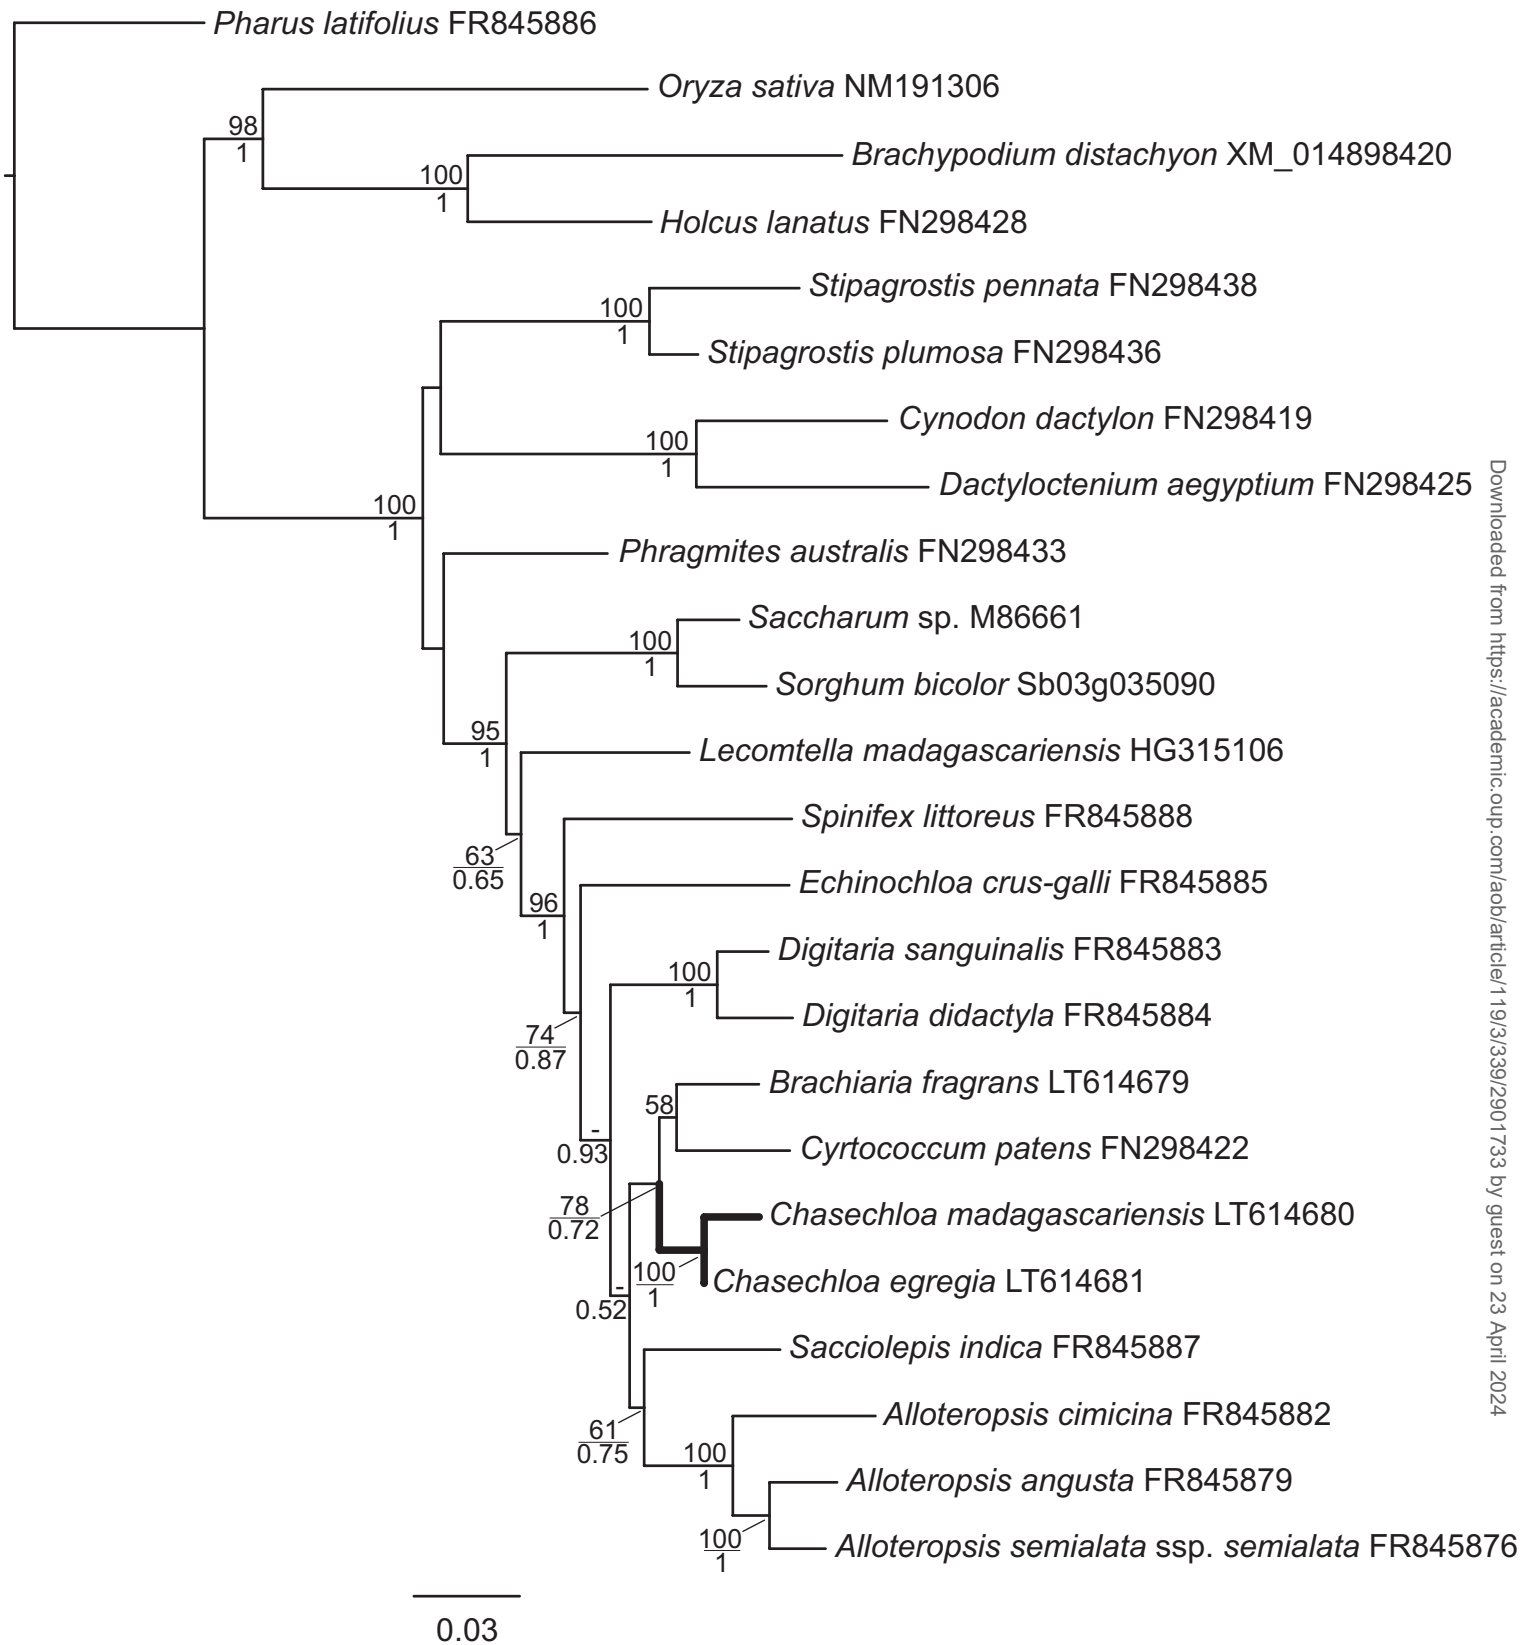 Pharus latifolius FR845886
Oryza sativa NM191306
98
1
Brachypodium distachyon XM_014898420
100
1
Holcus lanatus FN298428
Stipagrostis pennata FN298438
100
1
Stipagrostis plumosa FN298436
Cynodon dactylon FN298419
100
1
Dactyloctenium aegyptium FN298425
100
1
Phragmites australis FN298433
Saccharum sp. M86661
100
1
Sorghum bicolor Sb03g035090
95
1
Lecomtella madagascariensis HG315106
Spinifex littoreus FR845888
63
0.65
Echinochloa crus-galli FR845885
96
1
Digitaria sanguinalis FR845883
100
1
Digitaria didactyla FR845884
74
0.87
Brachiaria fragrans LT614679
58
-
0.93
Cyrtococcum patens FN298422
78
0.72
Chasechloa madagascariensis LT614680
100
1
Chasechloa egregia LT614681
-
0.52
Sacciolepis indica FR845887
Alloteropsis cimicina FR845882
61
0.75
100
1
Alloteropsis angusta FR845879
100
1
Alloteropsis semialata ssp. semialata FR845876
0.03
Downloaded from https://academic.oup.com/aob/article/119/3/339/2901733 by guest on 23 April 2024